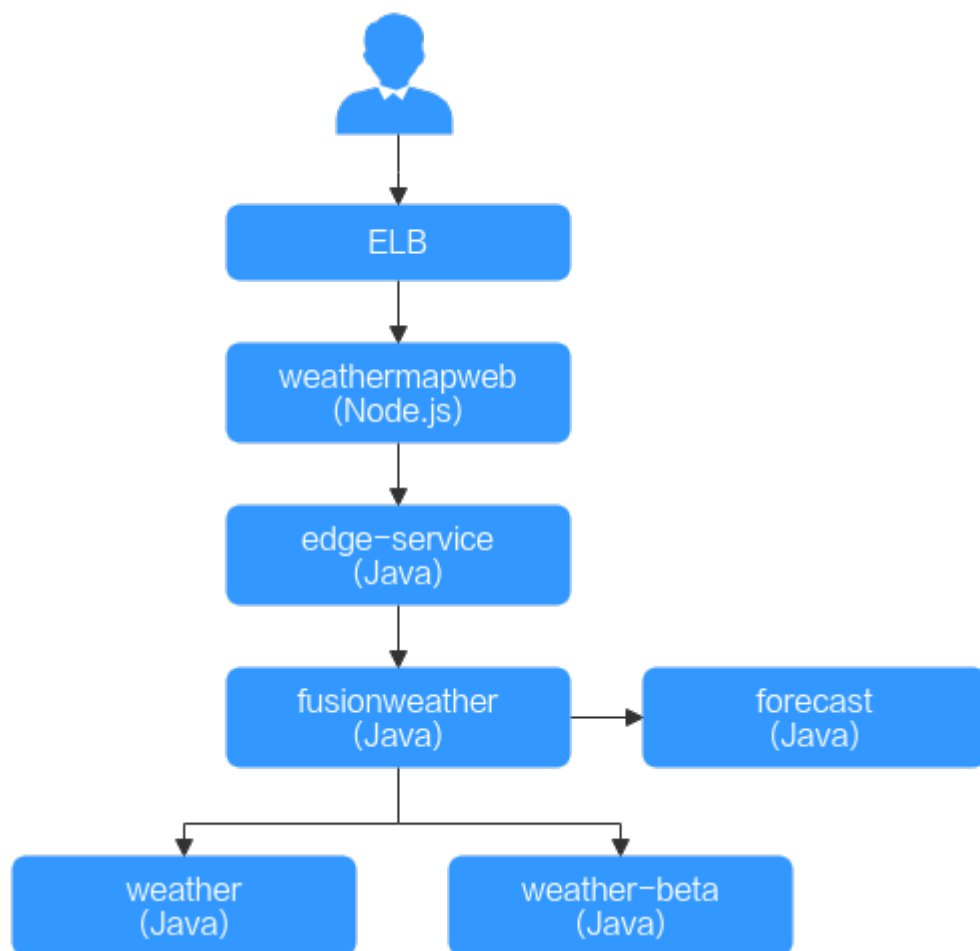 ELB
weathermapweb
(Node.js)
edge-service
(Java)
fusionweather
(Java)
forecast
(Java)
weather
(Java)
weather-beta
(Java)